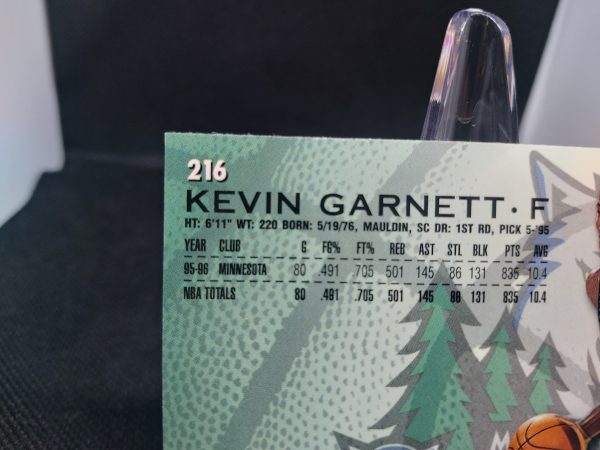 216
KEVIN GARNETT · F
HT: 6'11" WT: 220 BORN: 5/19/76, MAULDIN, SC DR: 1ST RD, PICK 5-'95
YEAR CLUB G FG% FT% REB AST STL BLK PTS AVG
95-96 MINNESOTA 80 .491 .705 501 145 86 131 835 10.4
NBA TOTALS 80 .491 .705 501 145 86 131 835 10.4